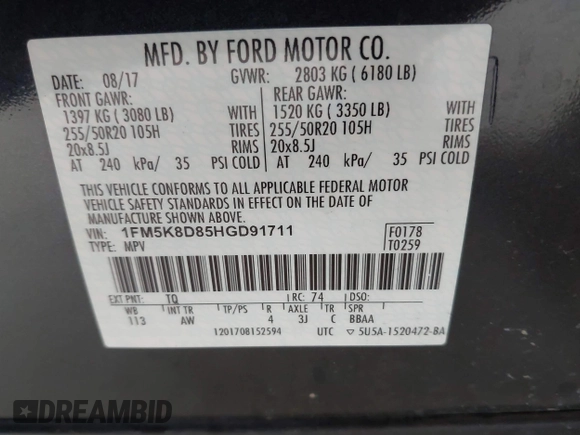 MFD. BY FORD MOTOR CO.
DATE: 08/17 GVWR: 2803 KG ( 6180 LB)
FRONT GAWR: REAR GAWR:
1397 KG ( 3080 LB) WITH 1520 KG ( 3350 LB) WITH
255/50R20 105H TIRES 255/50R20 105H TIRES
20x8.5J RIMS 20x8.5J RIMS
AT 240 kPa/ 35 PSI COLD AT 240 kPa/ 35 PSI COLD
THIS VEHICLE CONFORMS TO ALL APPLICABLE FEDERAL MOTOR
VEHICLE SAFETY STANDARDS IN EFFECT ON THE DATE OF
MANUFACTURE SHOWN ABOVE.
VIN: 1FM5K8D85HGD91711 F0178
TYPE: MPV T0259
EXT PNT: TQ RC: 74 DSO:
WB INT TR TP/PS R AXLE TR SPR
113 AW 4 3J C BBAA
1201708152594 UTC ▽ 5U5A-1520472-BA
DREAMBID